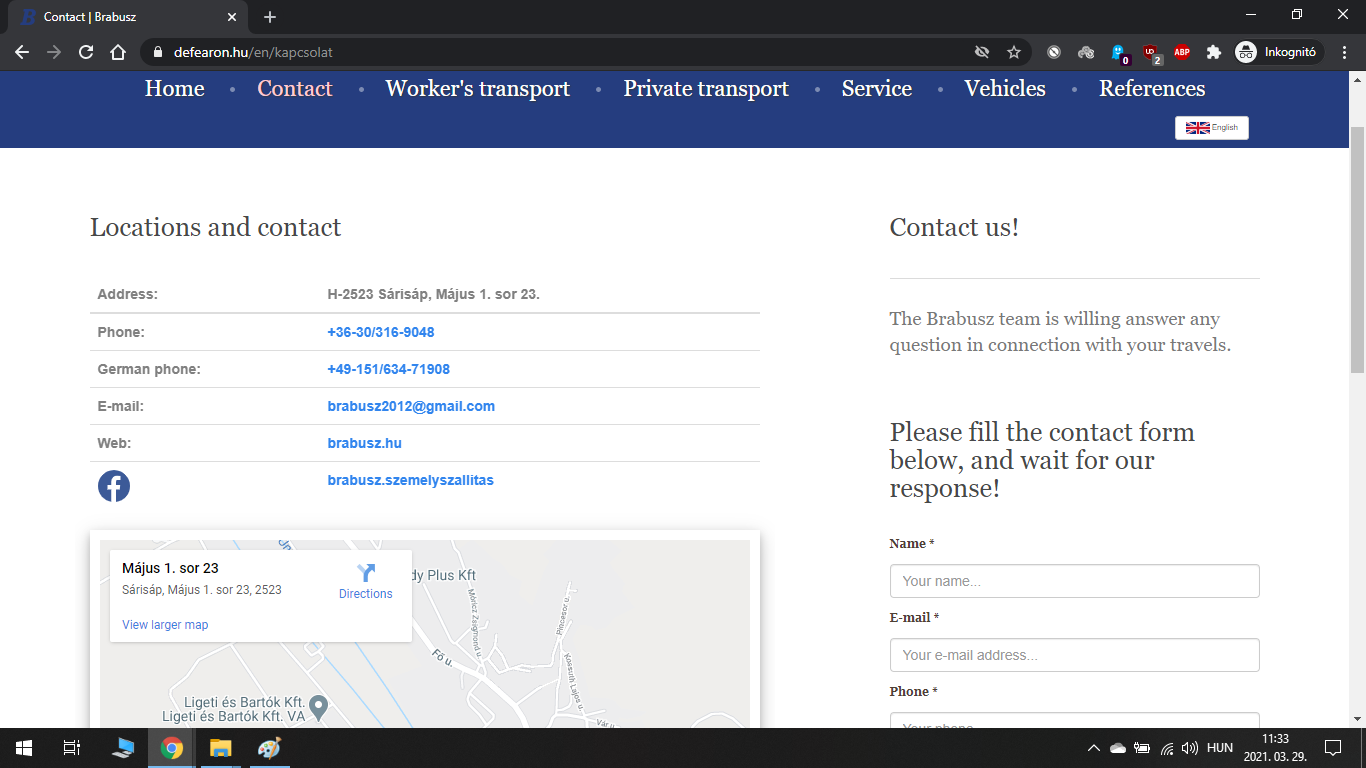 Contact | Brabusz
defearon.hu/en/kapcsolat
0
2
ABP
Inkognitó
Home • Contact • Worker's transport • Private transport • Service • Vehicles • References
English
Locations and contact
Address: H-2523 Sárisáp, Május 1. sor 23.
Phone: +36-30/316-9048
German phone: +49-151/634-71908
E-mail: brabusz2012@gmail.com
Web: brabusz.hu
brabusz.szemelyszallitas
Május 1. sor 23
Sárisáp, Május 1. sor 23, 2523
Directions
View larger map
dy Plus Kft
Móricz Zsigmond u.
Pincesor u.
Fő u.
Kossuth Lajos u.
Vár u
Ligeti és Bartók Kft.
Ligeti és Bartók Kft. VA
Contact us!
The Brabusz team is willing answer any
question in connection with your travels.
Please fill the contact form
below, and wait for our
response!
Name *
Your name...
E-mail *
Your e-mail address...
Phone *
Your phone
HUN
11:33
2021. 03. 29.